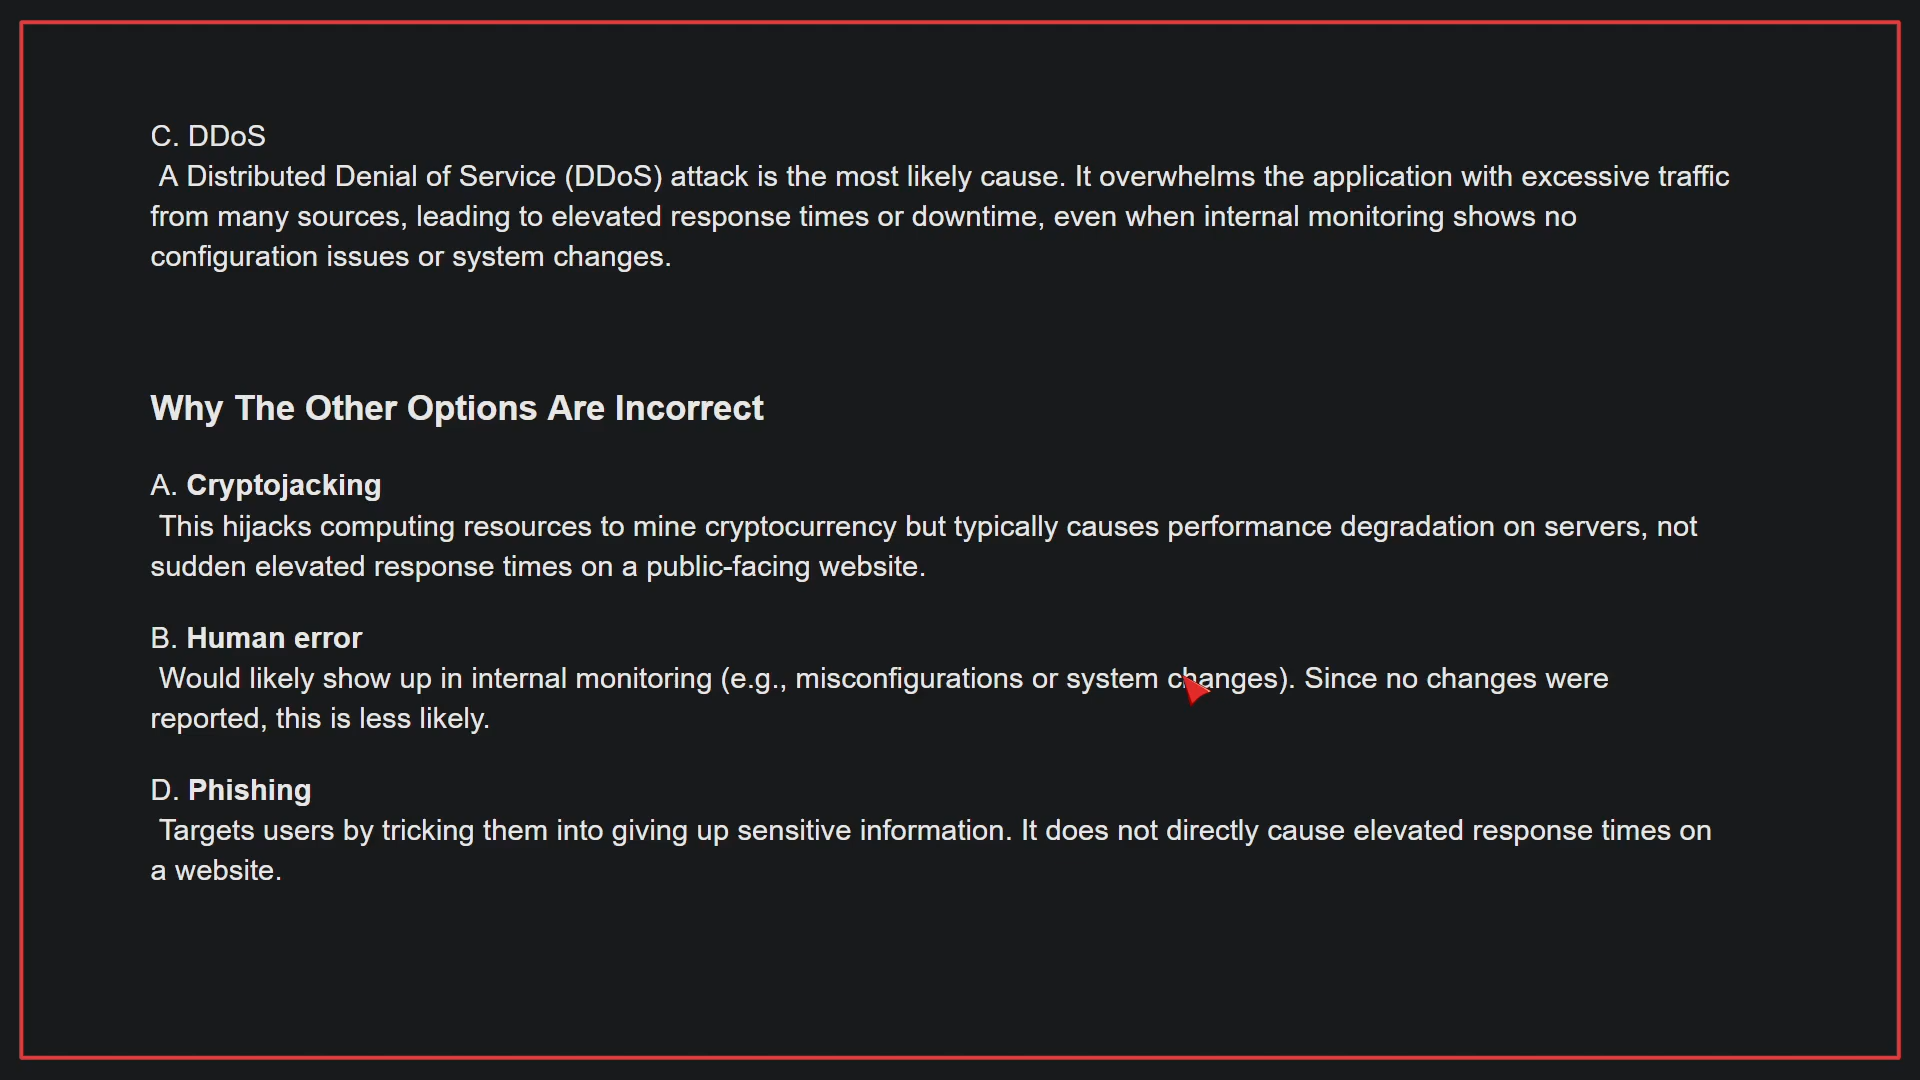 C. DDoS
A Distributed Denial of Service (DDoS) attack is the most likely cause. It overwhelms the application with excessive traffic
from many sources, leading to elevated response times or downtime, even when internal monitoring shows no
configuration issues or system changes.
Why The Other Options Are Incorrect
A. Cryptojacking
This hijacks computing resources to mine cryptocurrency but typically causes performance degradation on servers, not
sudden elevated response times on a public-facing website.
B. Human error
Would likely show up in internal monitoring (e.g., misconfigurations or system changes). Since no changes were
reported, this is less likely.
D. Phishing
Targets users by tricking them into giving up sensitive information. It does not directly cause elevated response times on
a website.